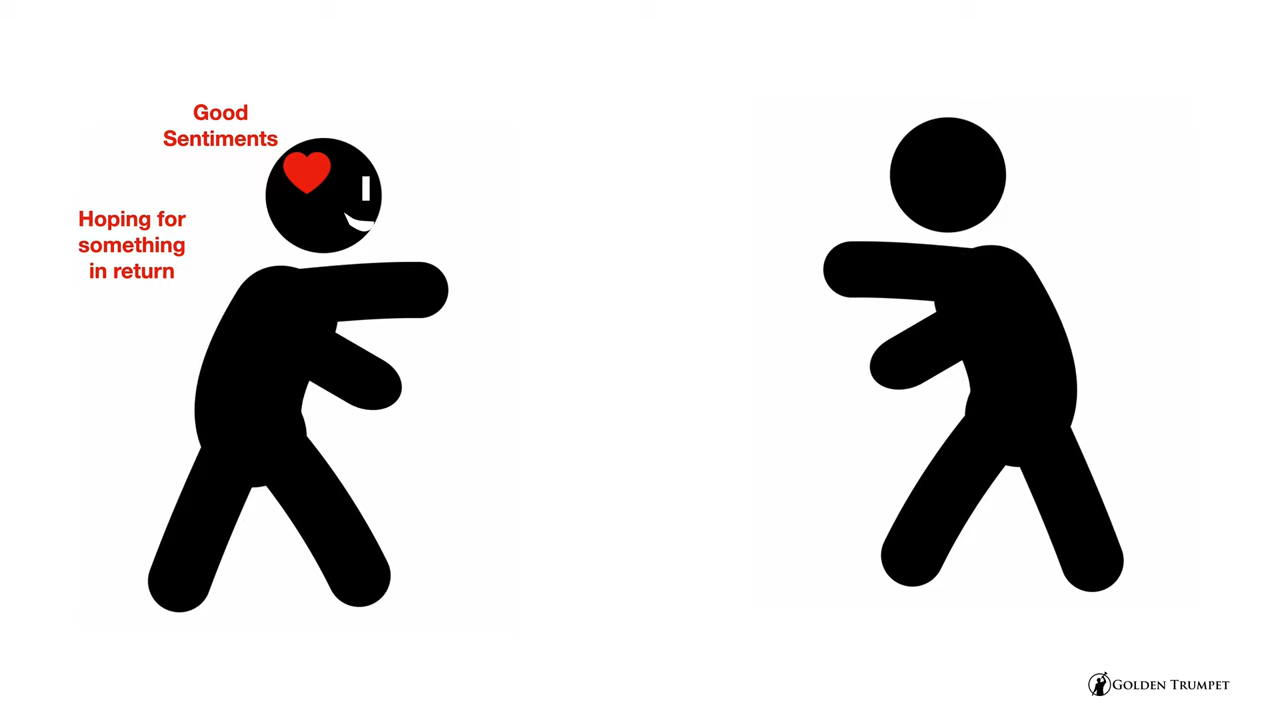 Good
Sentiments
Hoping for
something
in return
GOLDEN TRUMPET